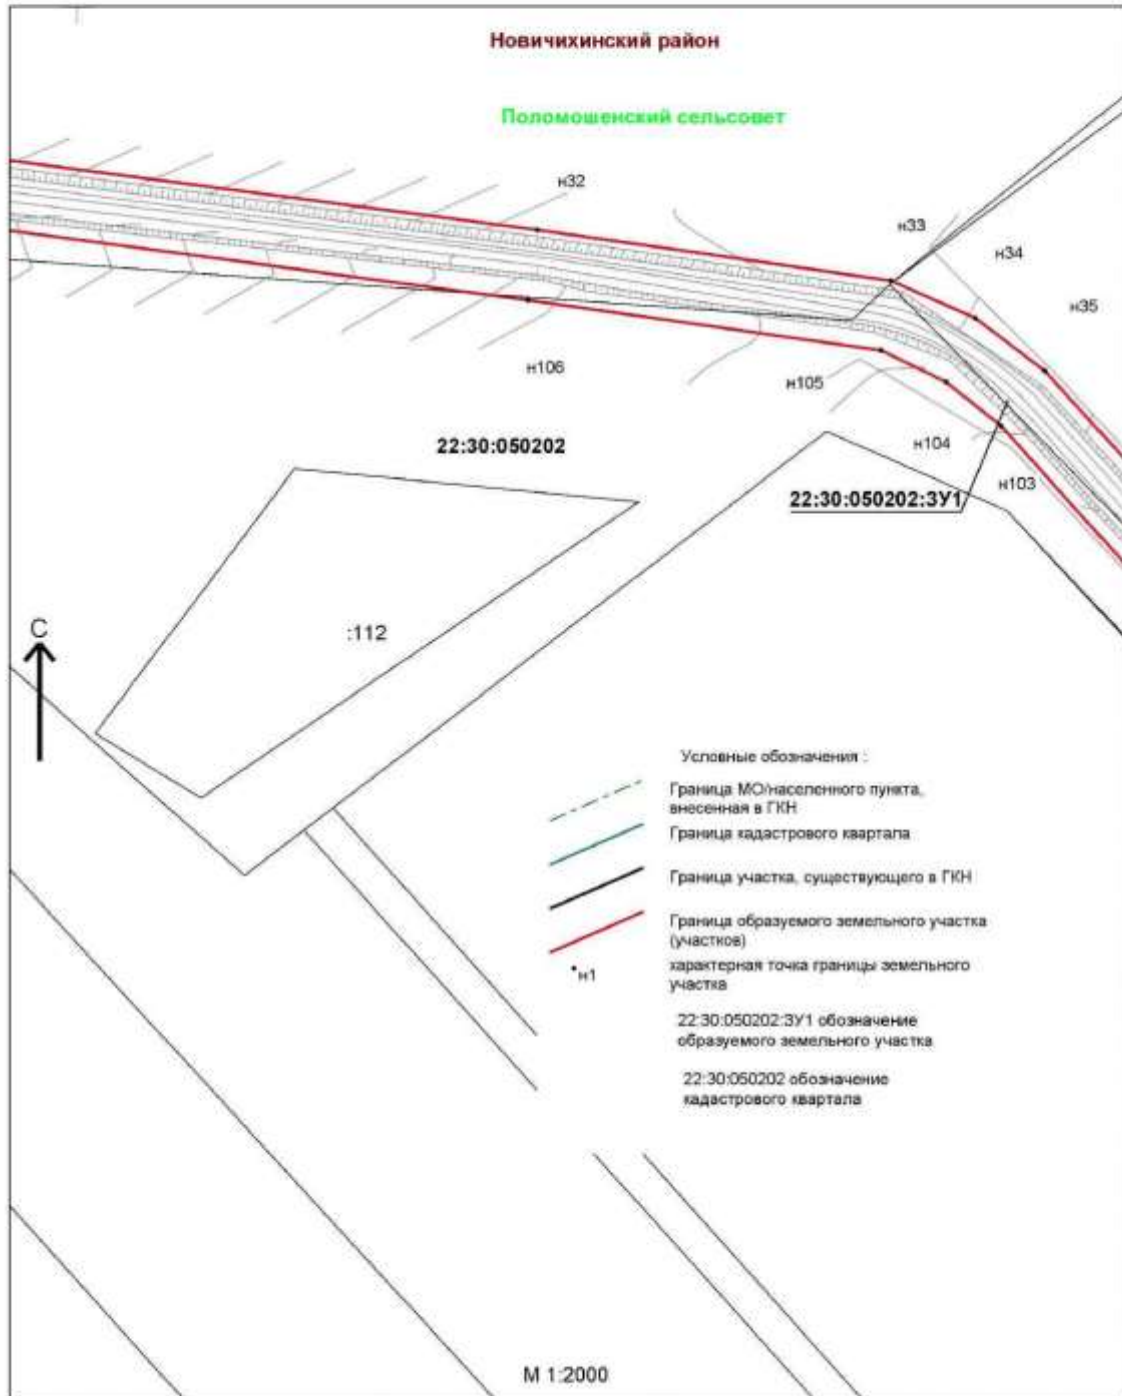 Новичихинский район
Поломошенский сельсовет
н32
н33
н34
н35
н106
н105
22:30:050202
н104
22:30:050202:ЗУ1
н103
С
:112
Условные обозначения :
Граница МО/населенного пункта,
внесенная в ГКН
Граница кадастрового квартала
Граница участка, существующего в ГКН
Граница образуемого земельного участка
(участков)
н1
характерная точка границы земельного
участка
22:30:050202:ЗУ1 обозначение
образуемого земельного участка
22:30:050202 обозначение
кадастрового квартала
М 1:2000